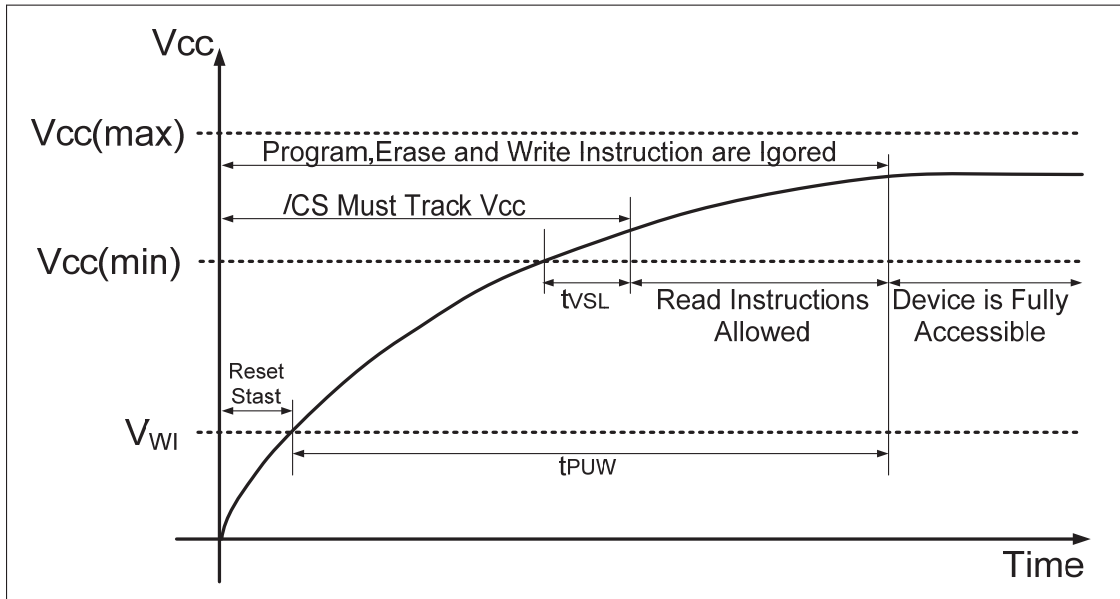 Vcc
Vcc(max)
Program,Erase and Write Instruction are Igored
/CS Must Track Vcc
Vcc(min)
tVSL
Read Instructions
Allowed
Device is Fully
Accessible
Reset
Stast
VWI
tPUW
Time